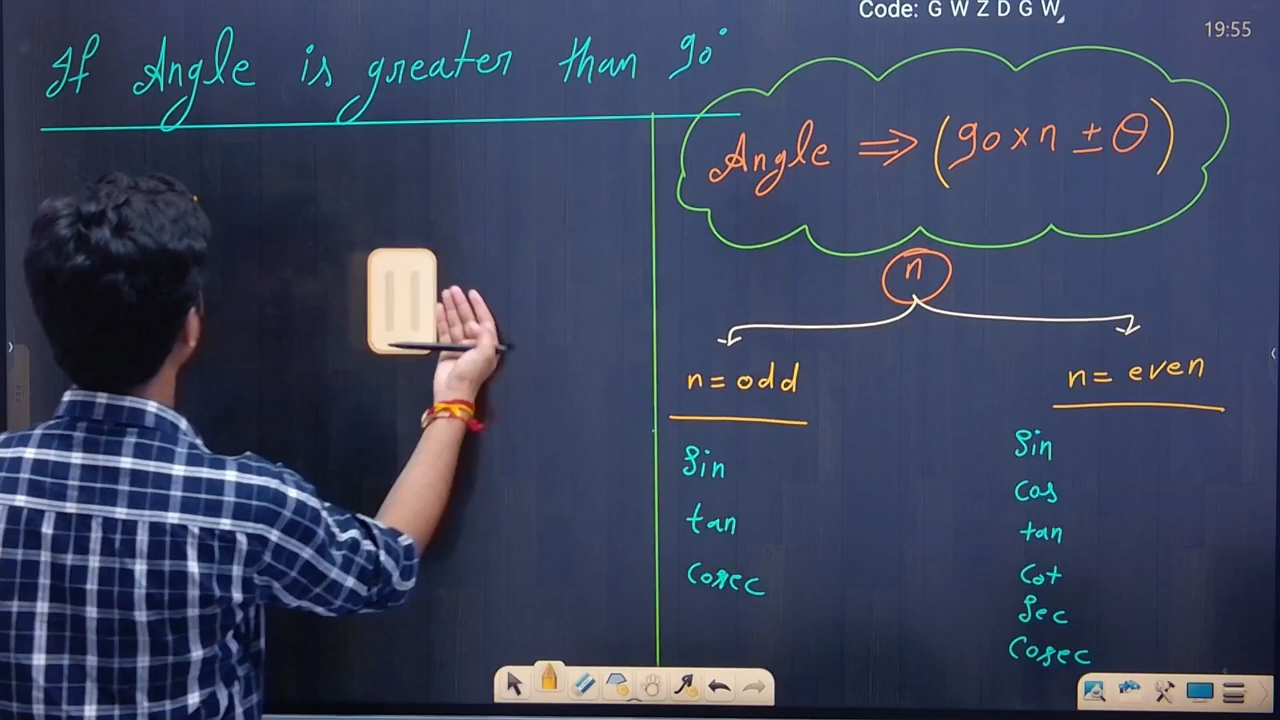 Code: G W Z D G W
19:55
If Angle is greater than 90°
Angle ⇒ (90×n ± θ)
n
n = odd
n = even
Sin
tan
Cosec
Sin
Cos
tan
Cot
Sec
Cosec